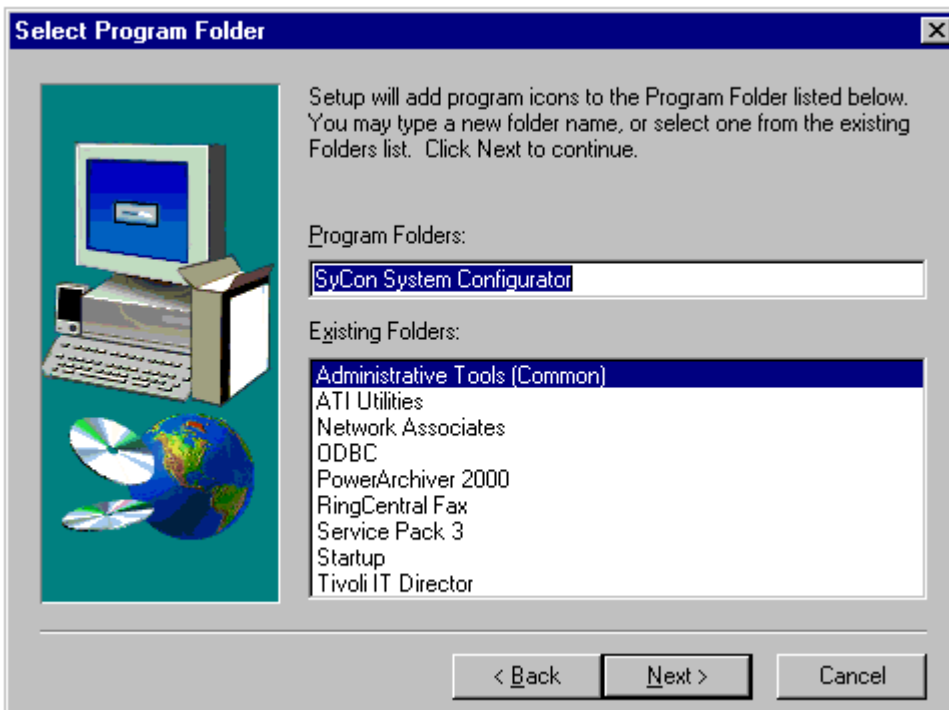 Select Program Folder
Setup will add program icons to the Program Folder listed below.
You may type a new folder name, or select one from the existing
Folders list.  Click Next to continue.
Program Folders:
SyCon System Configurator
Existing Folders:
Administrative Tools (Common)
ATI Utilities
Network Associates
ODBC
PowerArchiver 2000
RingCentral Fax
Service Pack 3
Startup
Tivoli IT Director
< Back
Next >
Cancel